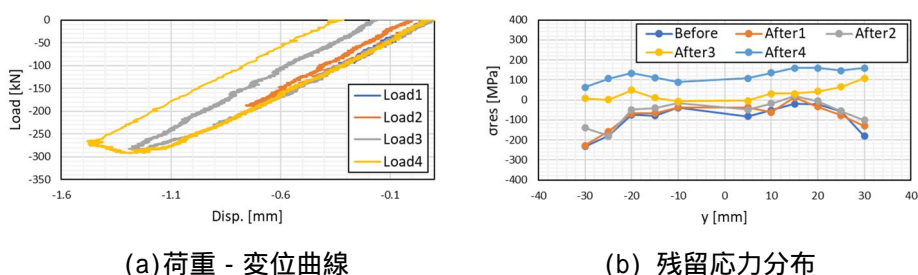 0
-50
-100
-150
-200
-250
-300
-350
Load [kN]
-1.6
-1.1
-0.6
-0.1
Disp. [mm]
Load1
Load2
Load3
Load4
(a)荷重 - 変位曲線
400
300
200
100
0
-100
-200
-300
-400
σres [MPa]
-40
-30
-20
-10
0
10
20
30
40
y [mm]
Before
After1
After2
After3
After4
(b) 残留応力分布